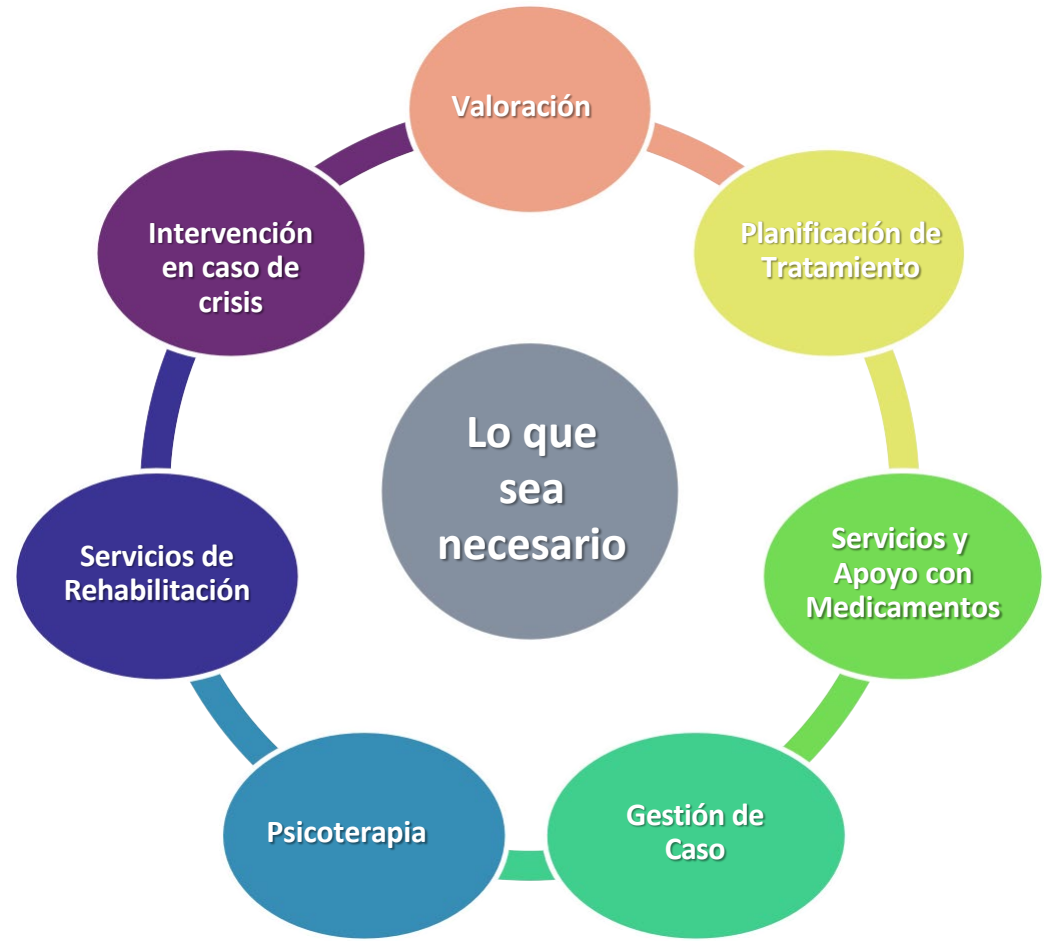 Valoración
Planificación de
Tratamiento
Servicios y
Apoyo con
Medicamentos
Gestión de
Caso
Psicoterapia
Servicios de
Rehabilitación
Intervención
en caso de
crisis
Lo que
sea
necesario